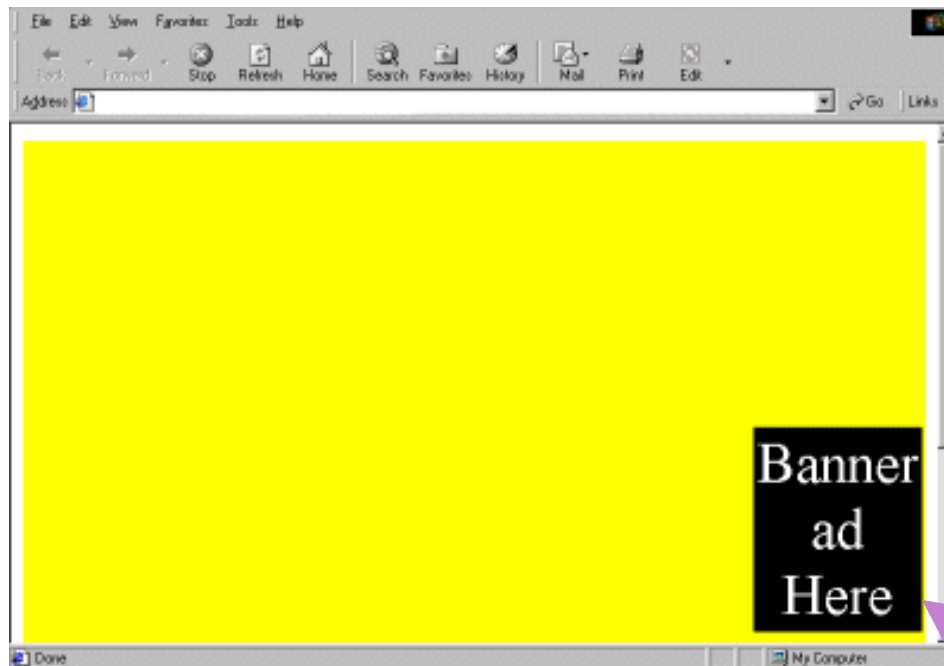 File Edit View Favorites Tools Help
Back Forward Stop Refresh Home Search Favorites History Mail Print Edit
Address Go Links
Banner
ad
Here
Done My Computer